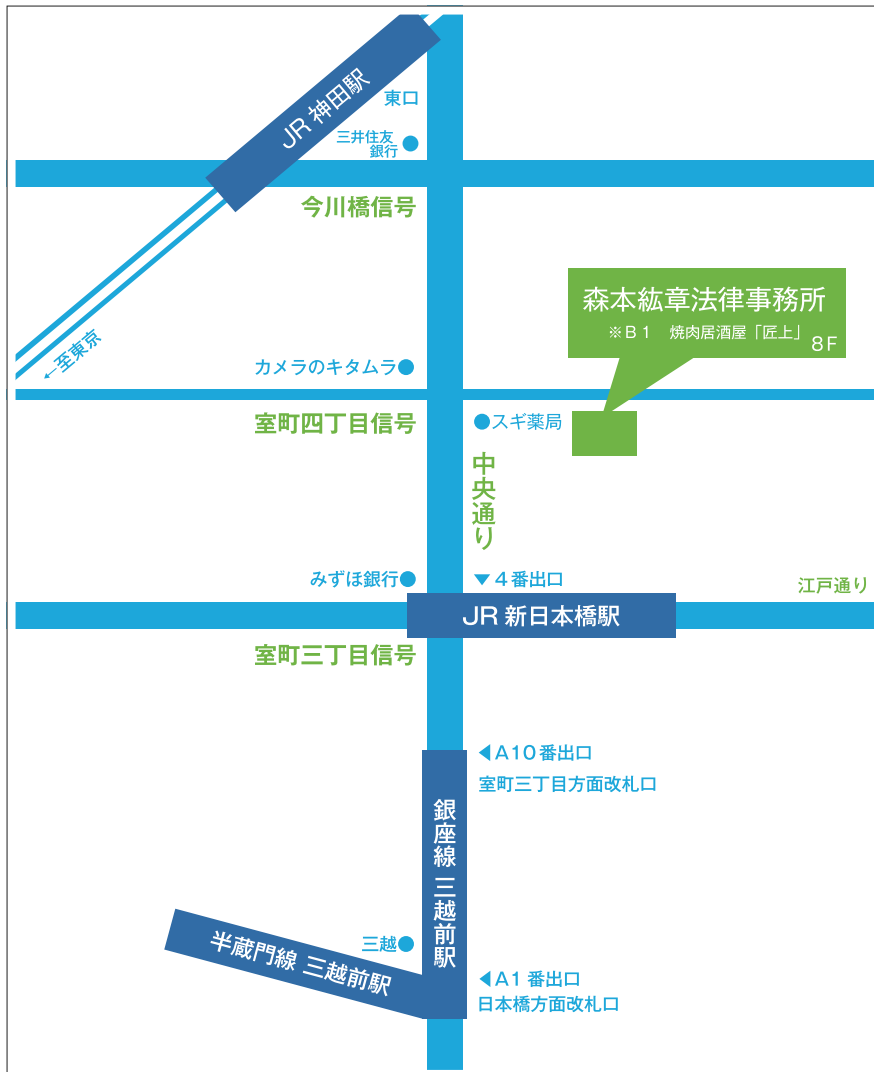 JR 神田駅
東口
三井住友
銀行
今川橋信号
森本紘章法律事務所
※B1　焼肉居酒屋「匠上」
8F
←至東京
カメラのキタムラ
室町四丁目信号
スギ薬局
中央通り
みずほ銀行
▼4番出口
江戸通り
JR 新日本橋駅
室町三丁目信号
◀A10番出口
室町三丁目方面改札口
銀座線 三越前駅
三越
半蔵門線 三越前駅
◀A1番出口
日本橋方面改札口